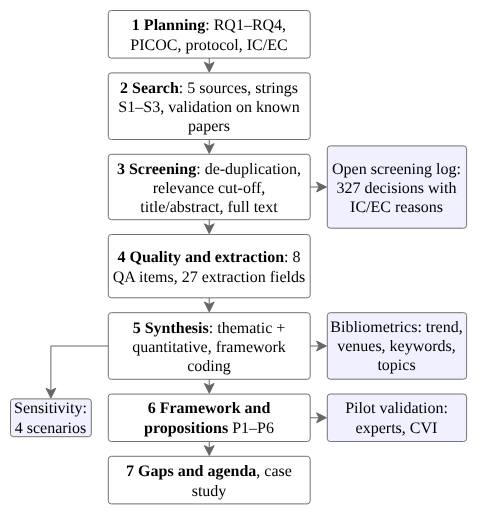 1 Planning: RQ1–RQ4,
PICOC, protocol, IC/EC
2 Search: 5 sources, strings
S1–S3, validation on known
papers
3 Screening: de-duplication,
relevance cut-off,
title/abstract, full text
Open screening log:
327 decisions with
IC/EC reasons
4 Quality and extraction: 8
QA items, 27 extraction fields
5 Synthesis: thematic +
quantitative, framework
coding
Bibliometrics: trend,
venues, keywords,
topics
Sensitivity:
4 scenarios
6 Framework and
propositions P1–P6
Pilot validation:
experts, CVI
7 Gaps and agenda, case
study